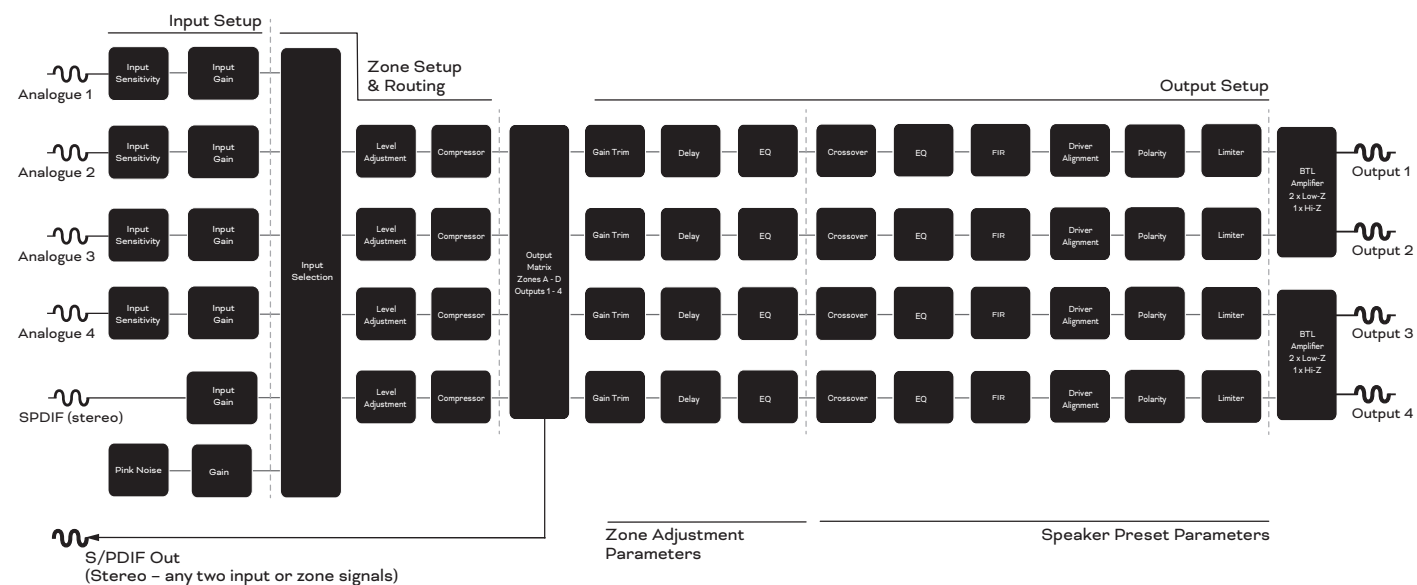 Input Setup
Zone Setup
& Routing
Output Setup
Analogue 1
Input
Sensitivity
Input
Gain
Analogue 2
Input
Sensitivity
Input
Gain
Analogue 3
Input
Sensitivity
Input
Gain
Analogue 4
Input
Sensitivity
Input
Gain
SPDIF (stereo)
Input
Gain
Pink Noise
Gain
Input
Selection
Level
Adjustment
Compressor
Level
Adjustment
Compressor
Level
Adjustment
Compressor
Level
Adjustment
Compressor
Output
Matrix
Zones A - D
Outputs 1 - 4
Gain Trim
Delay
EQ
Crossover
EQ
FIR
Driver
Alignment
Polarity
Limiter
Gain Trim
Delay
EQ
Crossover
EQ
FIR
Driver
Alignment
Polarity
Limiter
Gain Trim
Delay
EQ
Crossover
EQ
FIR
Driver
Alignment
Polarity
Limiter
Gain Trim
Delay
EQ
Crossover
EQ
FIR
Driver
Alignment
Polarity
Limiter
BTL
Amplifier
2 x Low-Z
1 x Hi-Z
BTL
Amplifier
2 x Low-Z
1 x Hi-Z
Output 1
Output 2
Output 3
Output 4
S/PDIF Out
(Stereo – any two input or zone signals)
Zone Adjustment
Parameters
Speaker Preset Parameters